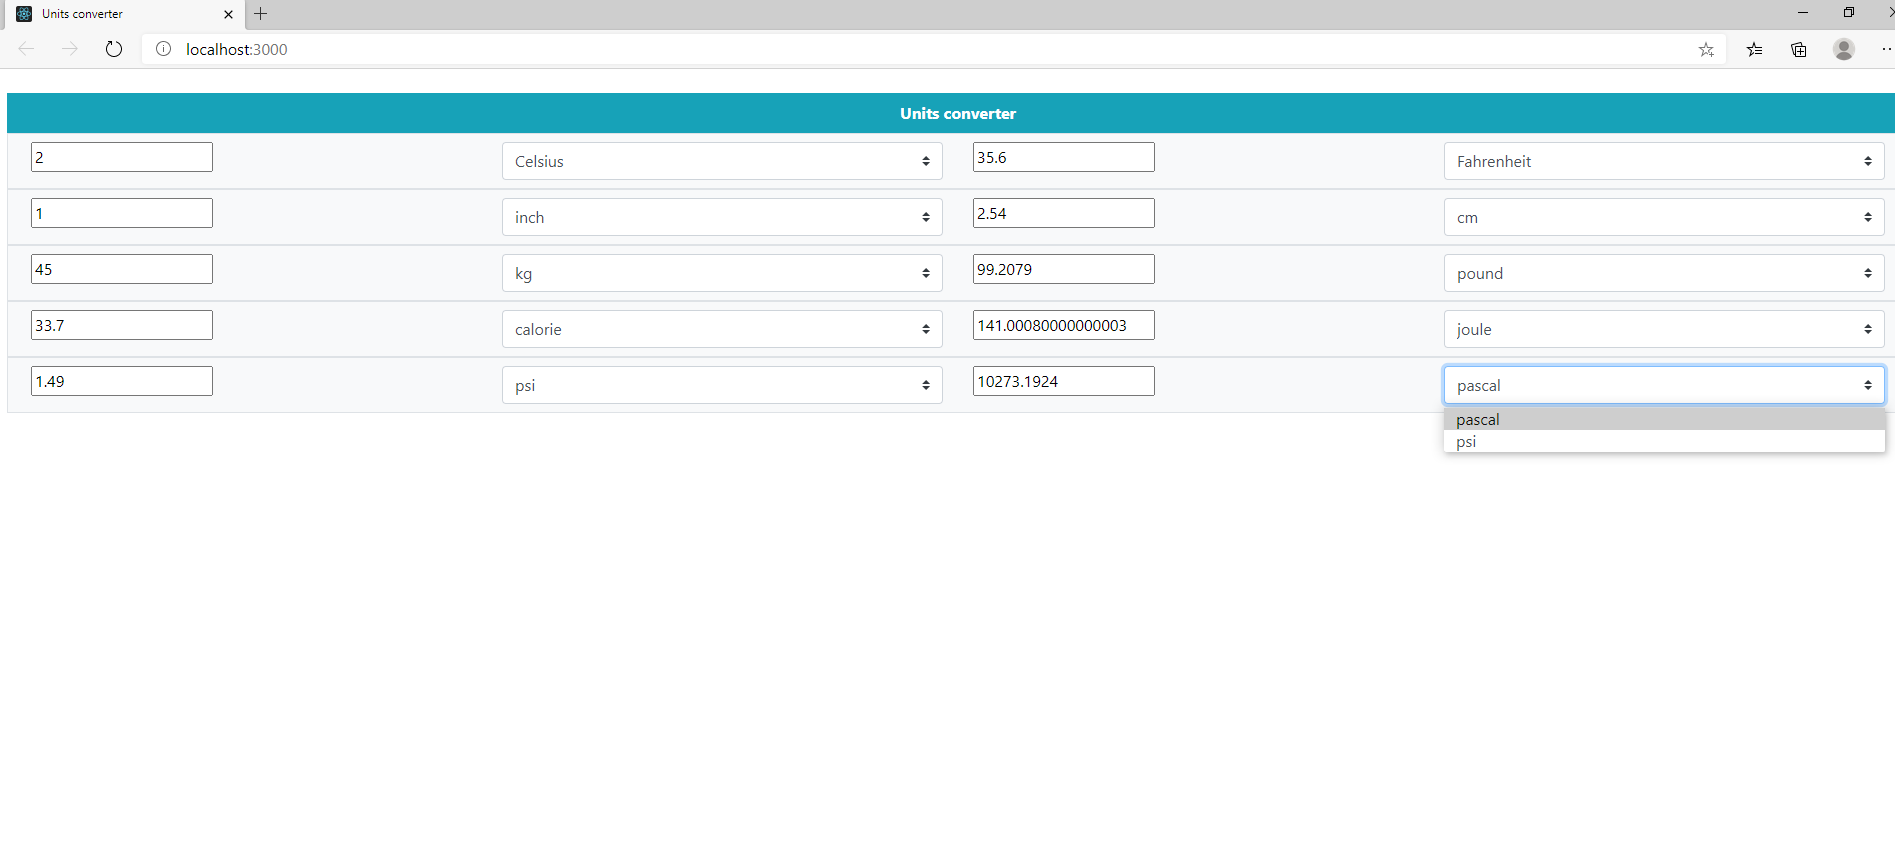 Units converter
localhost:3000
Units converter
2 Celsius 35.6 Fahrenheit
1 inch 2.54 cm
45 kg 99.2079 pound
33.7 calorie 141.00080000000003 joule
1.49 psi 10273.1924 pascal
pascal
psi